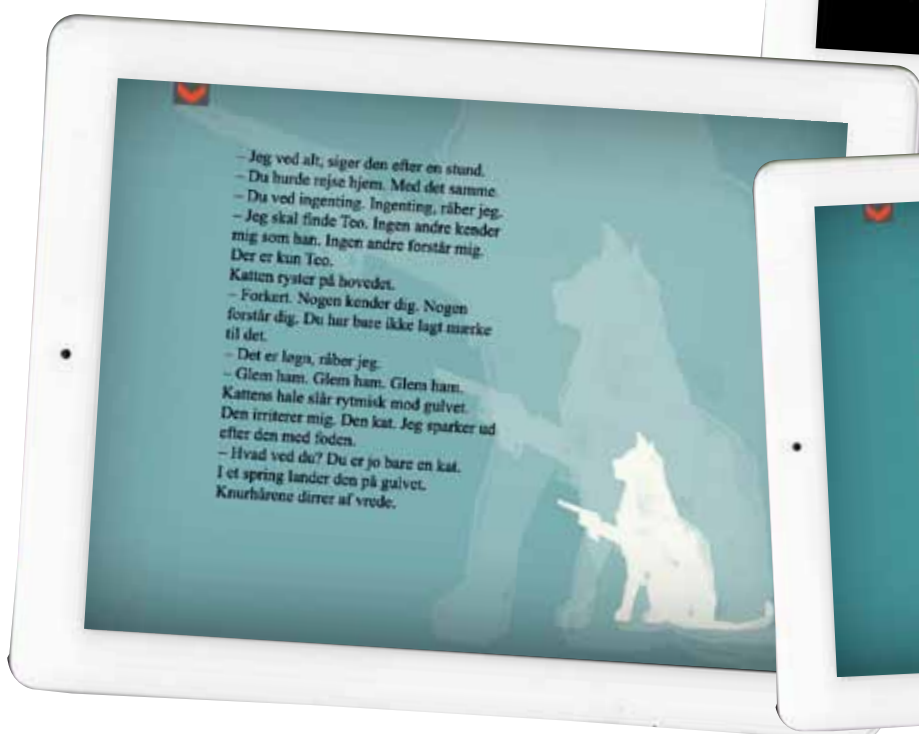 – Jeg ved alt, siger den efter en stund.
– Du burde rejse hjem. Med det samme.
– Du ved ingenting. Ingenting, råber jeg.
– Jeg skal finde Teo. Ingen andre kender
mig som han. Ingen andre forstår mig.
Der er kun Teo.
Katten ryster på hovedet.
– Forkert. Nogen kender dig. Nogen
forstår dig. Du har bare ikke lagt mærke
til det.
– Det er løgn, råber jeg.
– Glem ham. Glem ham. Glem ham.
Kattens hale slår rytmisk mod gulvet.
Den irriterer mig. Den kat. Jeg sparker ud
efter den med foden.
– Hvad ved du? Du er jo bare en kat.
I et spring lander den på gulvet.
Knurhårene dirrer af vrede.